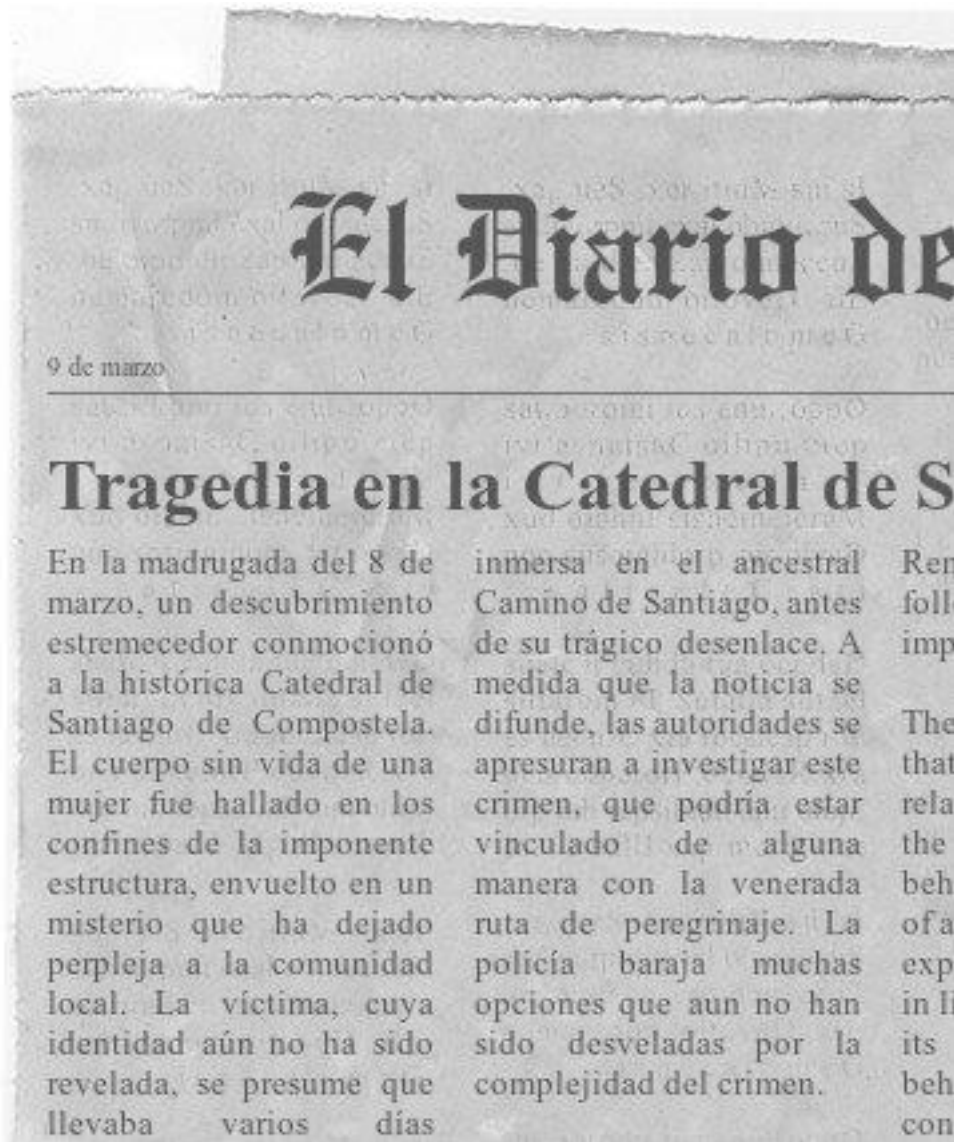 El Diario de
9 de marzo
Tragedia en la Catedral de S
En la madrugada del 8 de
marzo, un descubrimiento
estremecedor conmocionó
a la histórica Catedral de
Santiago de Compostela.
El cuerpo sin vida de una
mujer fue hallado en los
confines de la imponente
estructura, envuelto en un
misterio que ha dejado
perpleja a la comunidad
local. La víctima, cuya
identidad aún no ha sido
revelada, se presume que
llevaba varios días
inmersa en el ancestral
Camino de Santiago, antes
de su trágico desenlace. A
medida que la noticia se
difunde, las autoridades se
apresuran a investigar este
crimen, que podría estar
vinculado de alguna
manera con la venerada
ruta de peregrinaje. La
policía baraja muchas
opciones que aun no han
sido desveladas por la
complejidad del crimen.
Ren
foll
imp
The
that
rela
the
beh
of a
exp
in li
its
beh
con